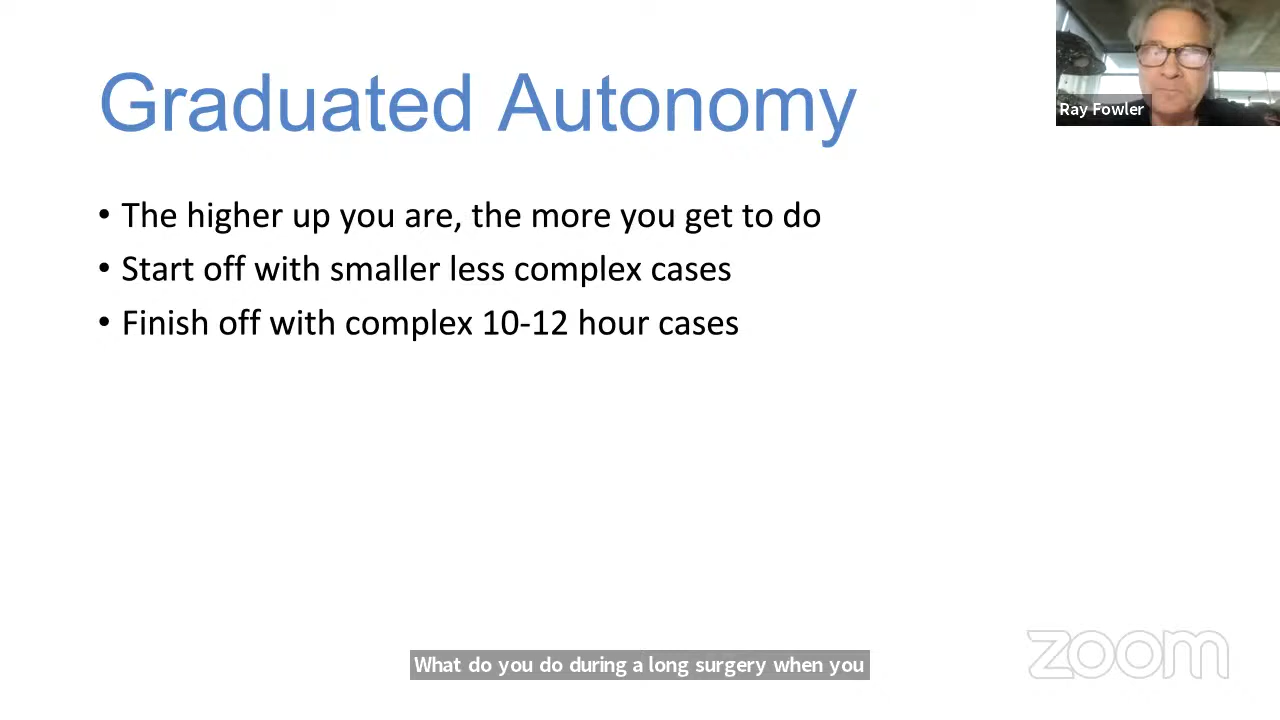 Graduated Autonomy
Ray Fowler
• The higher up you are, the more you get to do
• Start off with smaller less complex cases
• Finish off with complex 10-12 hour cases
What do you do during a long surgery when you
zoom